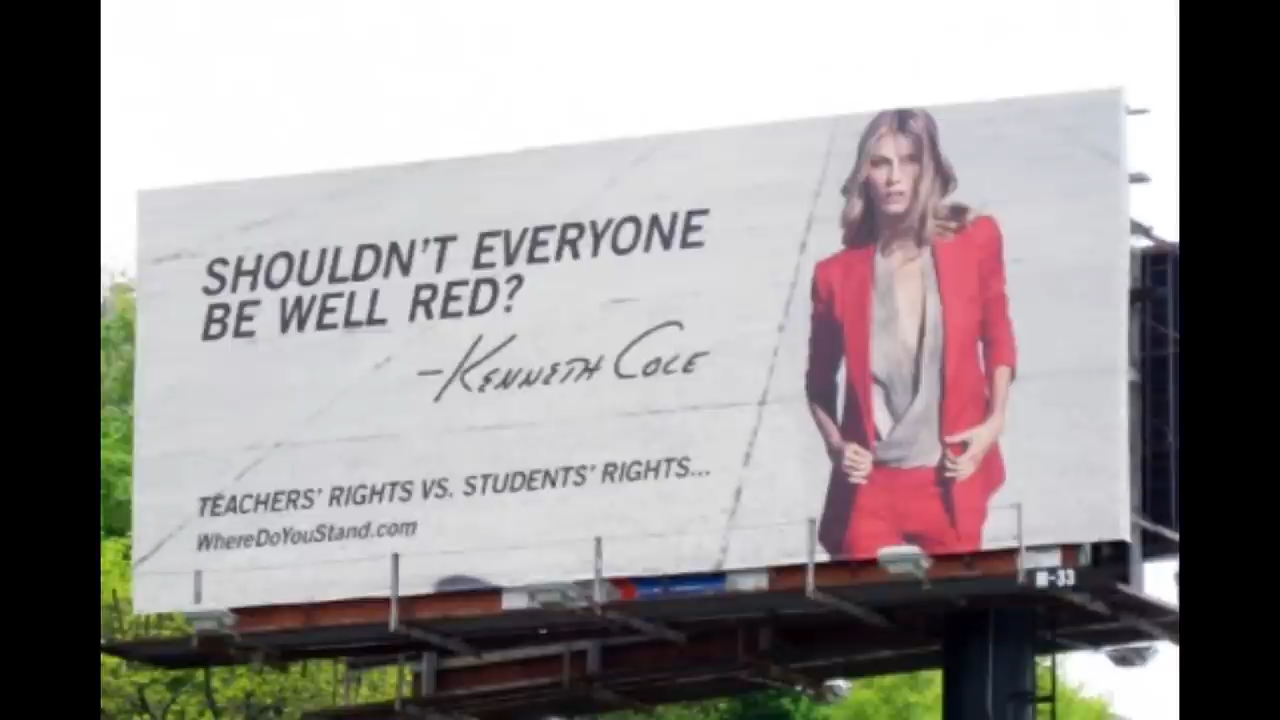 SHOULDN'T EVERYONE
BE WELL RED?
-KENNETH COLE
TEACHERS' RIGHTS VS. STUDENTS' RIGHTS...
WhereDoYouStand.com